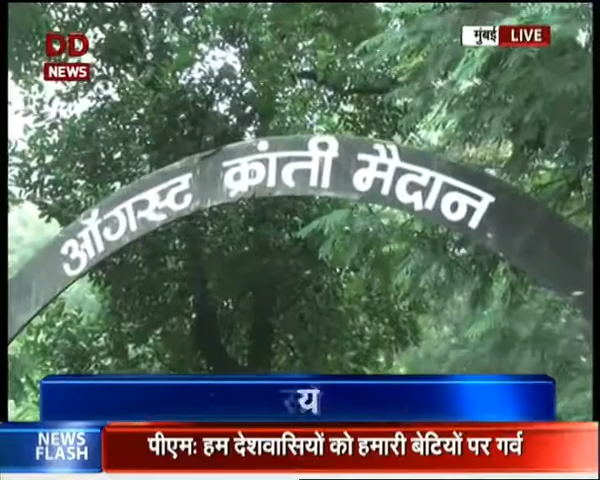 DD
NEWS
मुंबई LIVE
ऑगस्ट क्रांती मैदान
NEWS FLASH
पीएम: हम देशवासियों को हमारी बेटियों पर गर्व